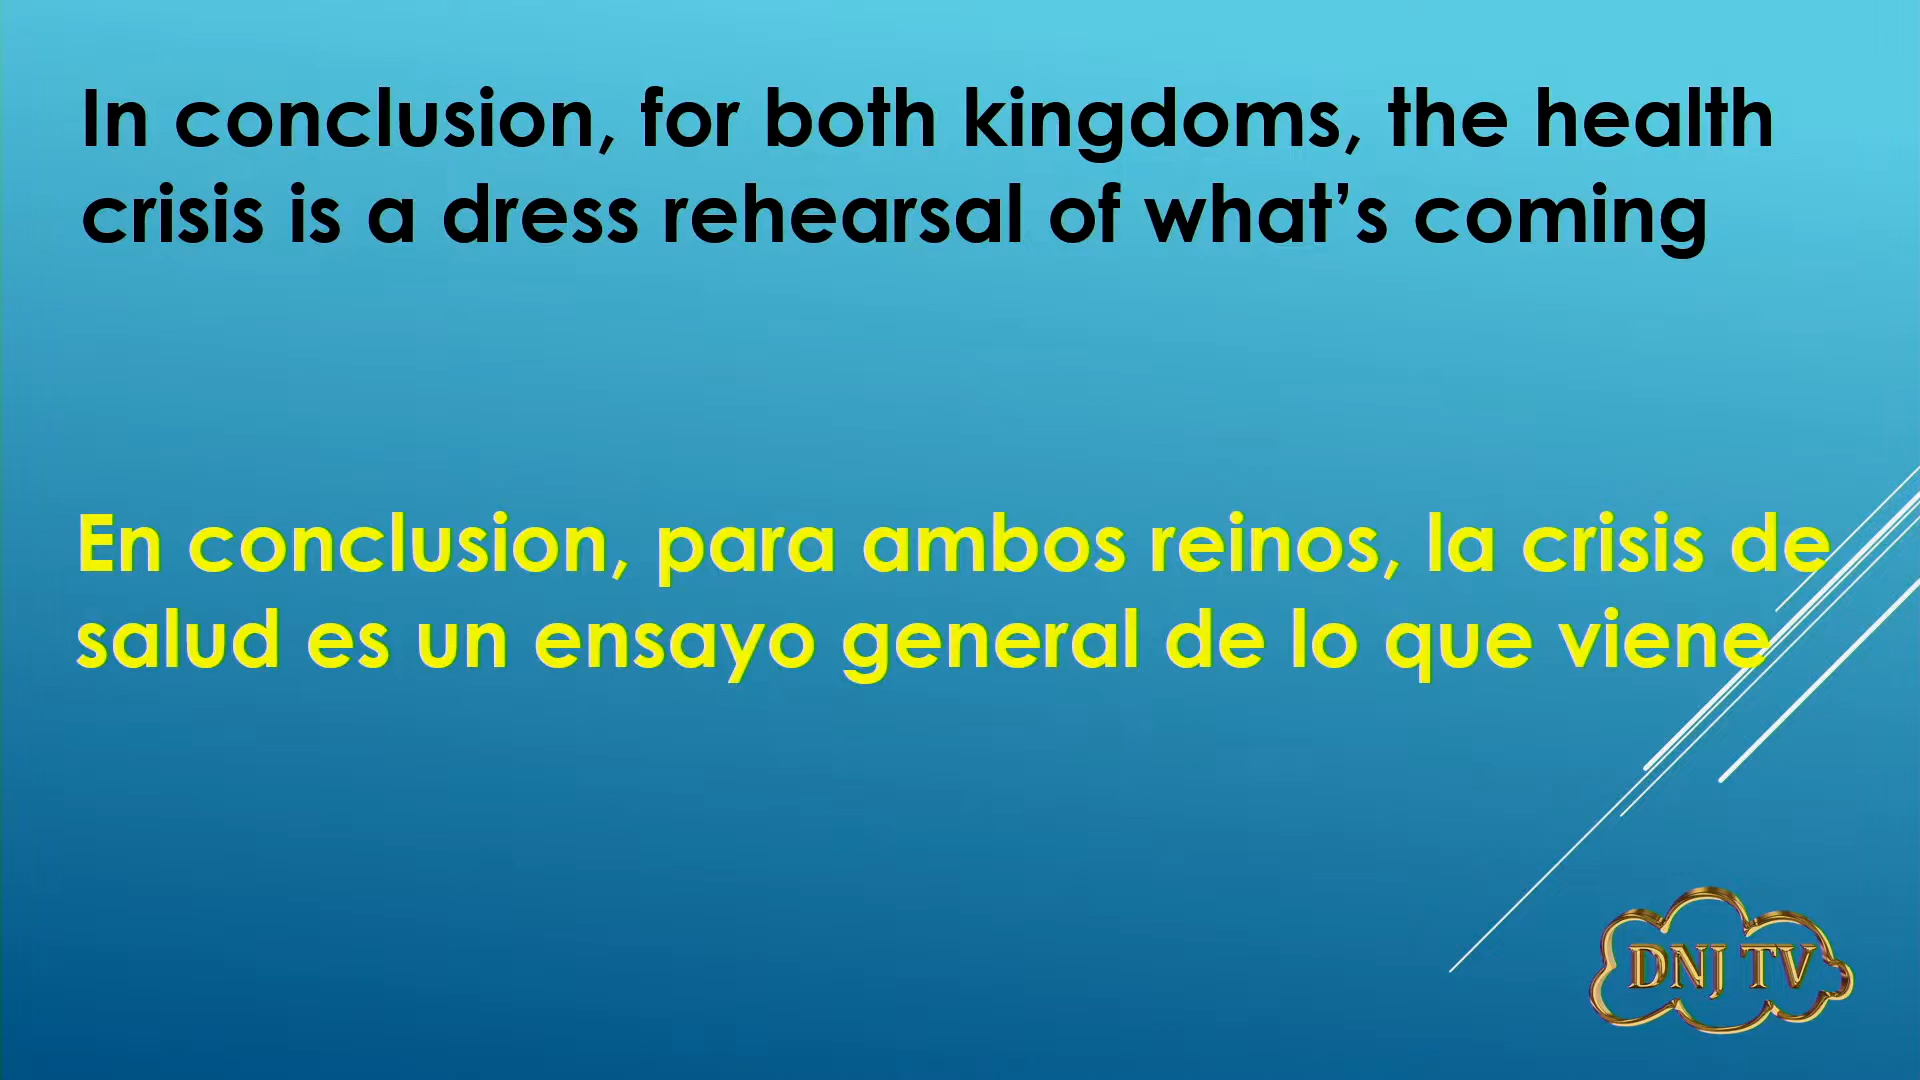 In conclusion, for both kingdoms, the health
crisis is a dress rehearsal of what’s coming
En conclusion, para ambos reinos, la crisis de
salud es un ensayo general de lo que viene
DNJ TV